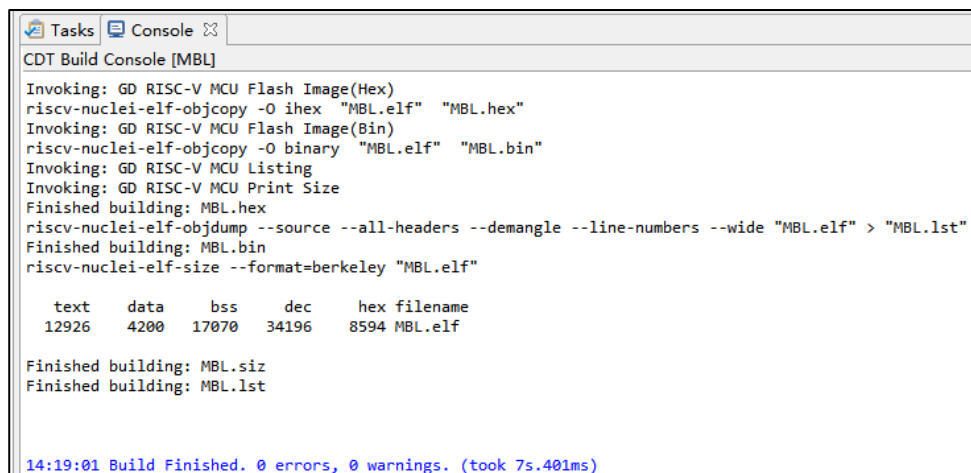 Tasks Console
CDT Build Console [MBL]
Invoking: GD RISC-V MCU Flash Image(Hex)
riscv-nuclei-elf-objcopy -O ihex "MBL.elf" "MBL.hex"
Invoking: GD RISC-V MCU Flash Image(Bin)
riscv-nuclei-elf-objcopy -O binary "MBL.elf" "MBL.bin"
Invoking: GD RISC-V MCU Listing
Invoking: GD RISC-V MCU Print Size
Finished building: MBL.hex
riscv-nuclei-elf-objdump --source --all-headers --demangle --line-numbers --wide "MBL.elf" > "MBL.lst"
Finished building: MBL.bin
riscv-nuclei-elf-size --format=berkeley "MBL.elf"
text data bss dec hex filename
12926 4200 17070 34196 8594 MBL.elf
Finished building: MBL.siz
Finished building: MBL.lst
14:19:01 Build Finished. 0 errors, 0 warnings. (took 7s.401ms)